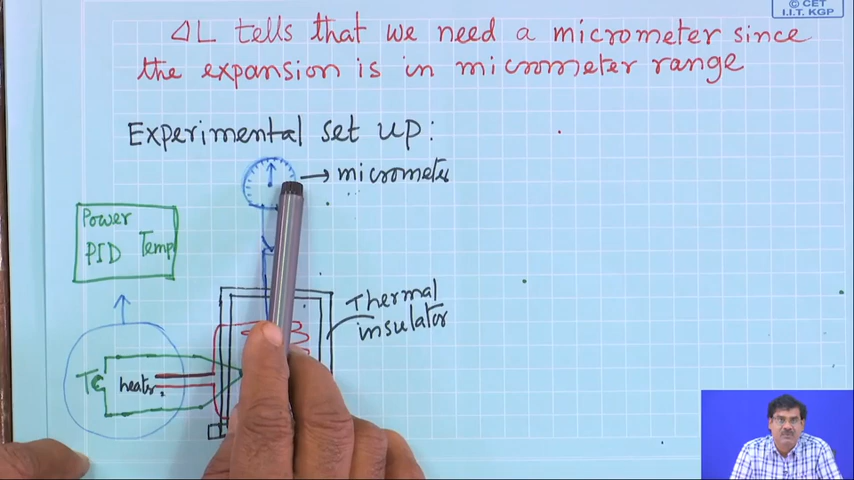 © CET
I.I.T. KGP
ΔL tells that we need a micrometer since
the expansion is in micrometer range
Experimental set up:
micrometer
Power
PID Temp
Thermal
insulator
TC
heater